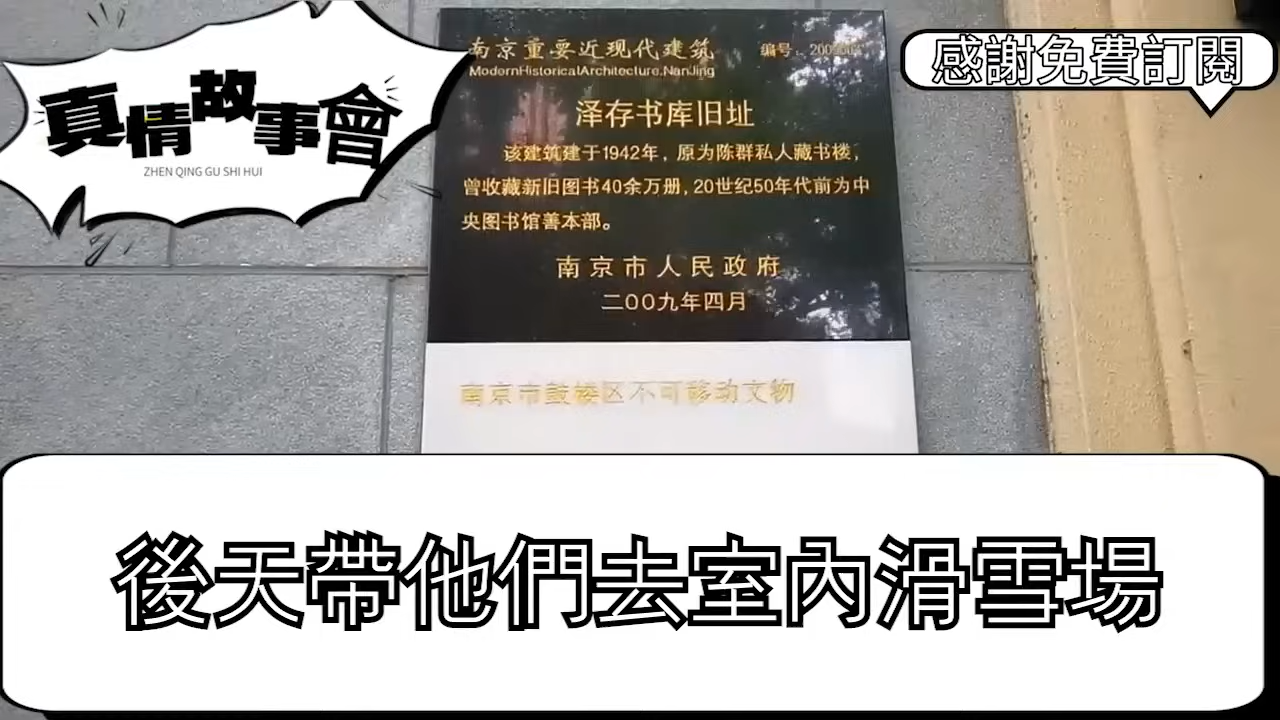 真情故事會
ZHEN QING GU SHI HUI
感謝免費訂閱
南京重要近现代建筑
编号：
ModernHistoricalArchitecture.NanJing
泽存书库旧址
该建筑建于1942年，原为陈群私人藏书楼，
曾收藏新旧图书40余万册,20世纪50年代前为中
央图书馆善本部。
南京市人民政府
二〇〇九年四月
南京市鼓楼区不可移动文物
後天帶他們去室內滑雪場